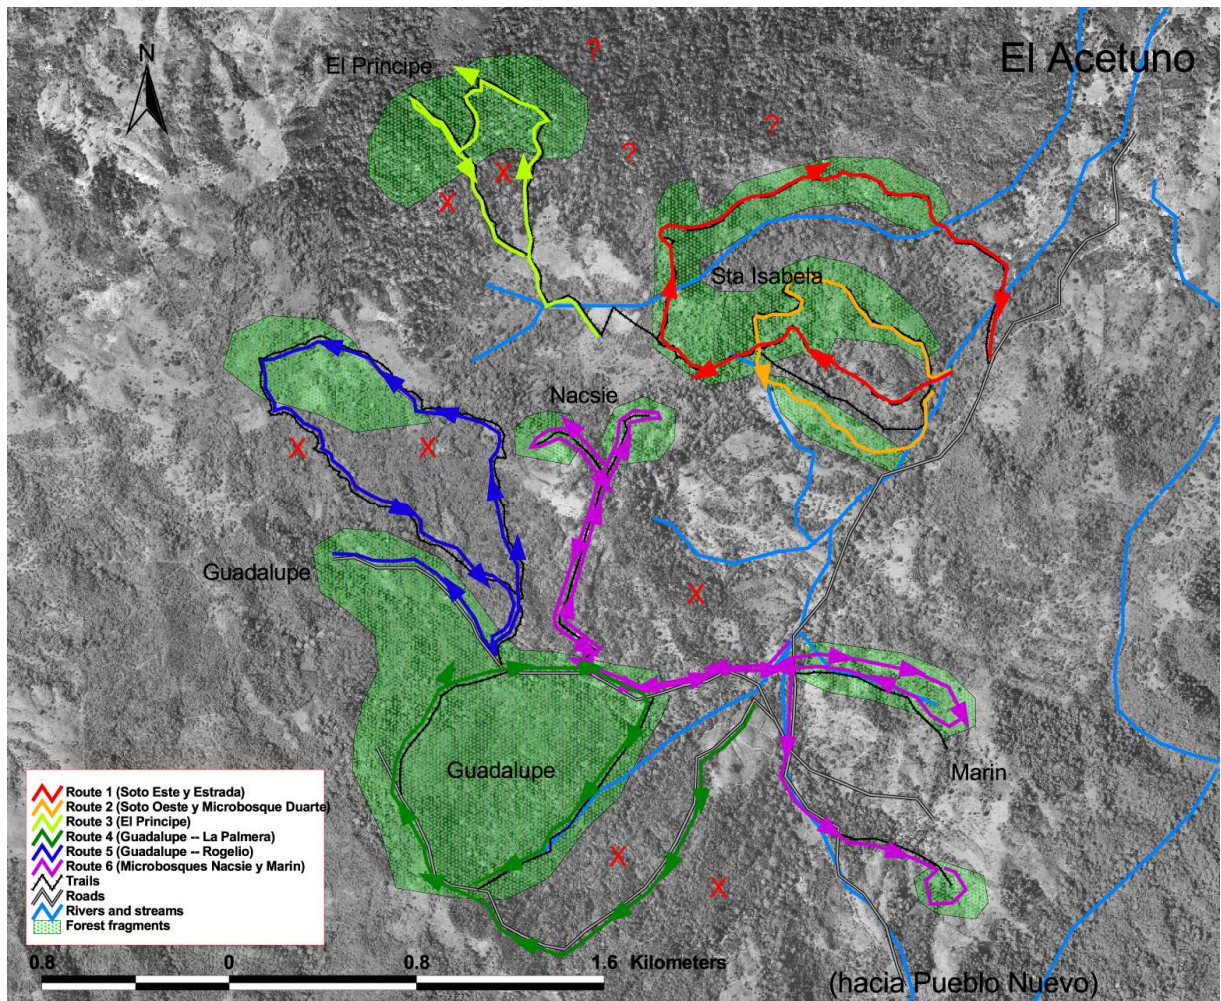 El Acetuno
N
El Principe
?
?
?
X
X
Sta Isabela
Nacsie
X
X
Guadalupe
X
Guadalupe
Marin
X
X
Route 1 (Soto Este y Estrada)
Route 2 (Soto Oeste y Microbosque Duarte)
Route 3 (El Principe)
Route 4 (Guadalupe -- La Palmera)
Route 5 (Guadalupe -- Rogelio)
Route 6 (Microbosques Nacsie y Marin)
Trails
Roads
Rivers and streams
Forest fragments
0.8 0 0.8 1.6 Kilometers
(hacia Pueblo Nuevo)